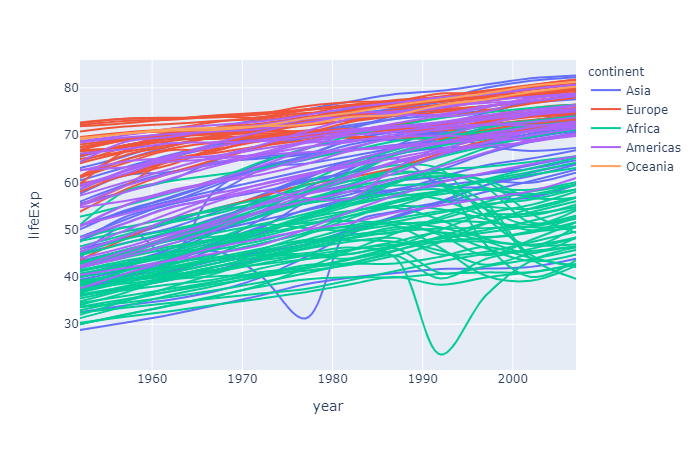 continent
Asia
Europe
Africa
Americas
Oceania
lifeExp
80
70
60
50
40
30
1960
1970
1980
1990
2000
year